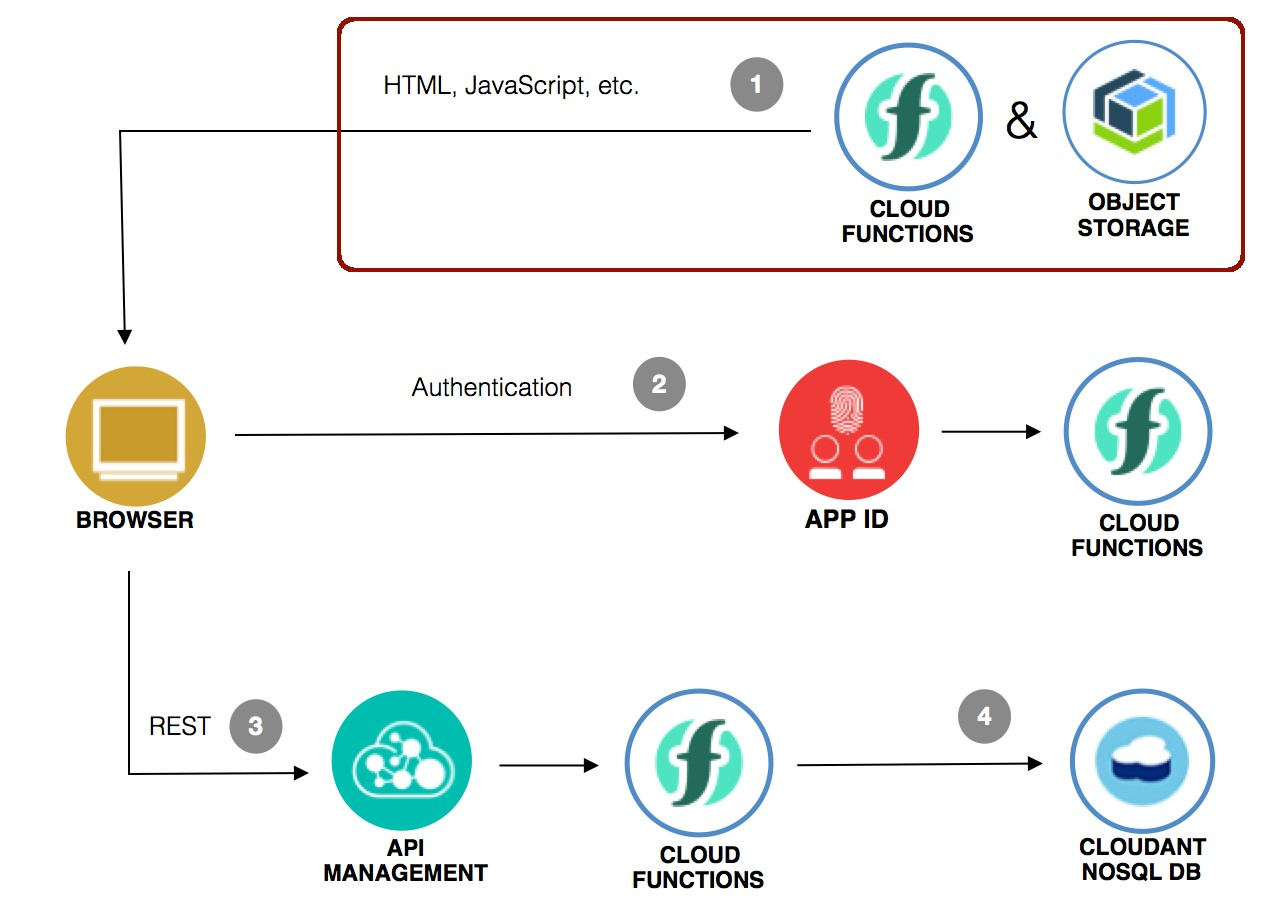 HTML, JavaScript, etc.
1
&
CLOUD
FUNCTIONS
OBJECT
STORAGE
Authentication
2
BROWSER
APP ID
CLOUD
FUNCTIONS
REST
3
4
API
MANAGEMENT
CLOUD
FUNCTIONS
CLOUDANT
NOSQL DB